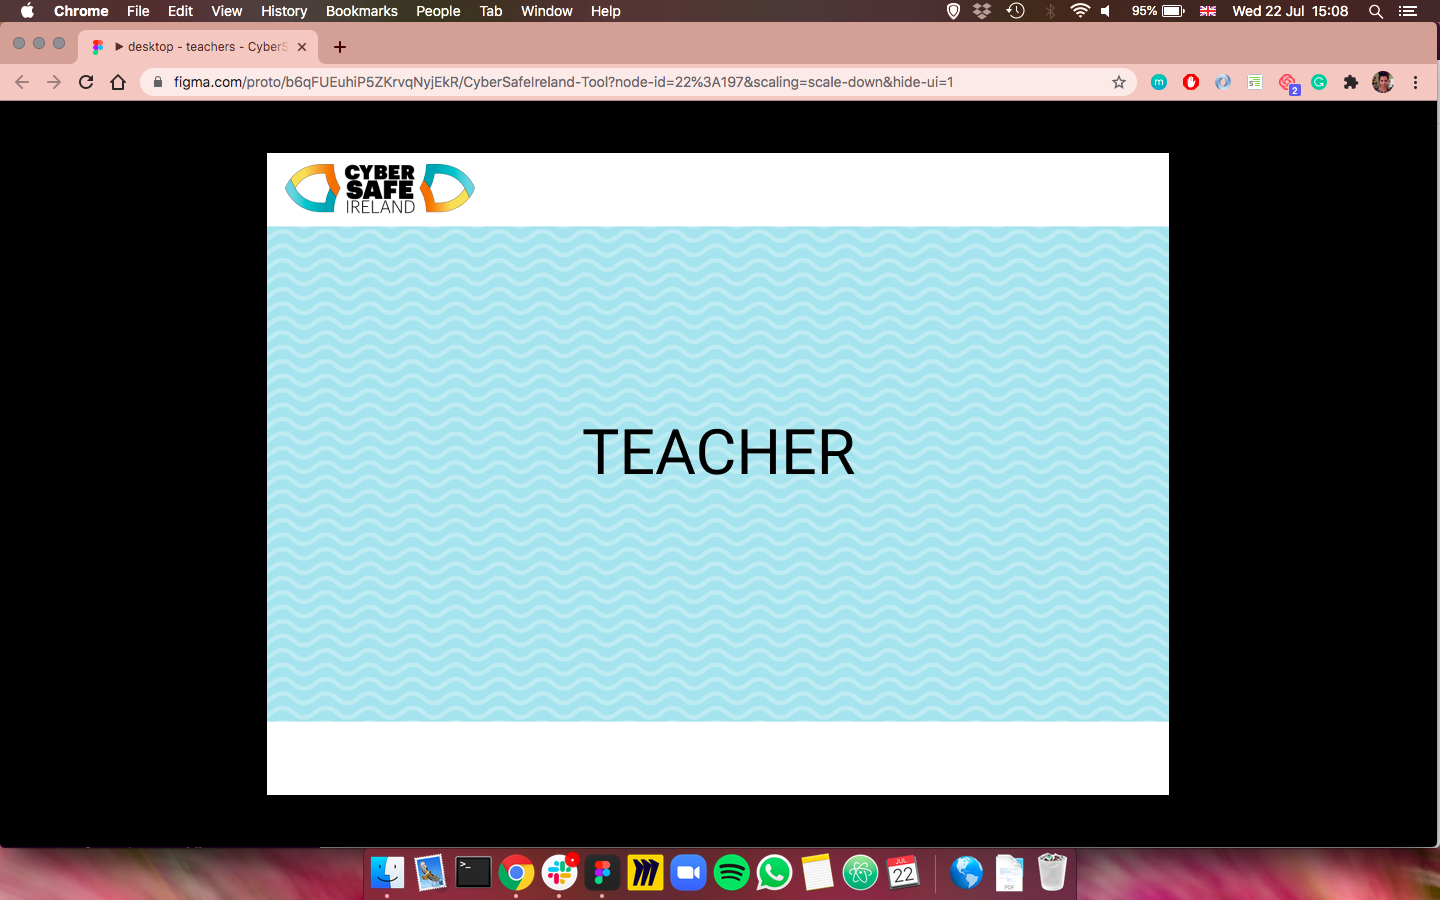 Chrome File Edit View History Bookmarks People Tab Window Help 95% Wed 22 Jul 15:08
desktop - teachers - CyberS
figma.com/proto/b6qFUEuhiP5ZKrvqNyjEkR/CyberSafeIreland-Tool?node-id=22%3A197&scaling=scale-down&hide-ui=1
m
2
G
CYBER
SAFE
IRELAND
TEACHER
>_
JUL
22
PDF